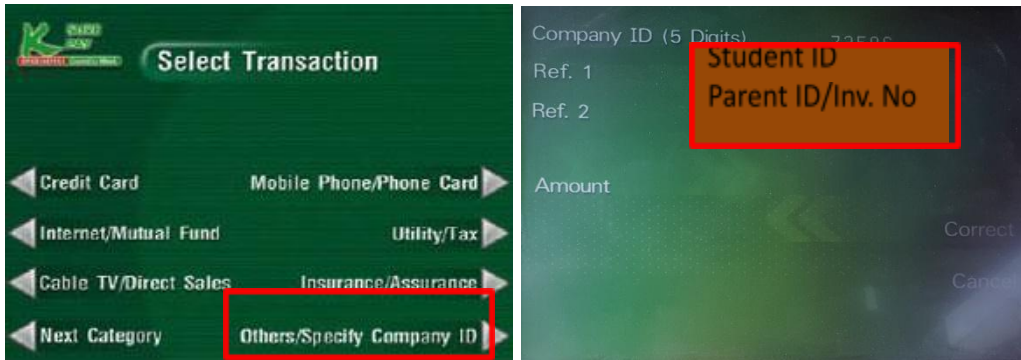 Select Transaction
Credit Card
Mobile Phone/Phone Card
Internet/Mutual Fund
Utility/Tax
Cable TV/Direct Sales
Insurance/Assurance
Next Category
Others/Specify Company ID
Company ID (5 Digits)
Ref. 1
Student ID
Ref. 2
Parent ID/Inv. No
Amount
Correct
Cancel